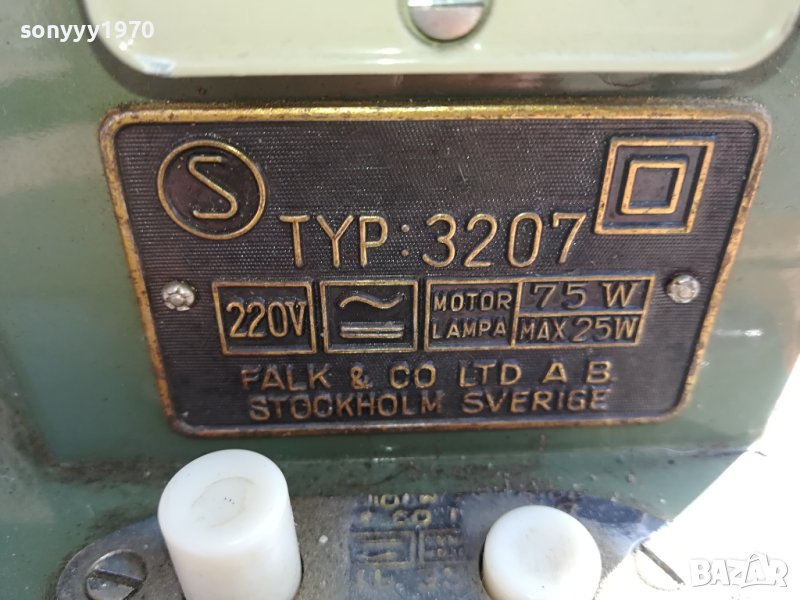 sonyyy1970
S
TYP: 3207
220V
MOTOR 75 W
LAMPA MAX 25W
FALK & CO LTD A B.
STOCKHOLM SVERIGE
BAZAR